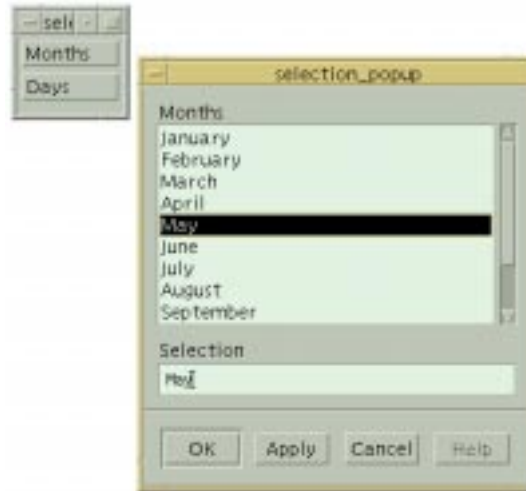 sele
Months
Days
selection_popup
Months
January
February
March
April
May
June
July
August
September
Selection
May
OK Apply Cancel Help